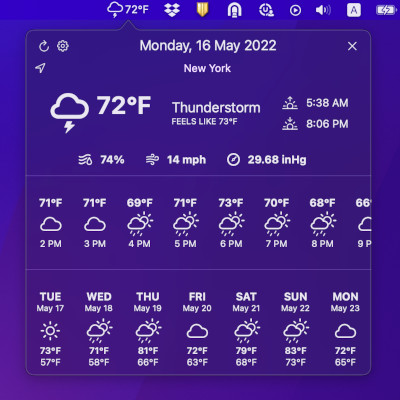 72°F
A
Monday, 16 May 2022
New York
72°F
Thunderstorm
FEELS LIKE 73°F
5:38 AM
8:06 PM
74% 14 mph 29.68 inHg
71°F 71°F 69°F 71°F 73°F 70°F 68°F 66
2 PM 3 PM 4 PM 5 PM 6 PM 7 PM 8 PM 9 P
TUE WED THU FRI SAT SUN MON
May 17 May 18 May 19 May 20 May 21 May 22 May 23
73°F 71°F 81°F 72°F 79°F 83°F 72°F
57°F 58°F 66°F 63°F 68°F 73°F 65°F